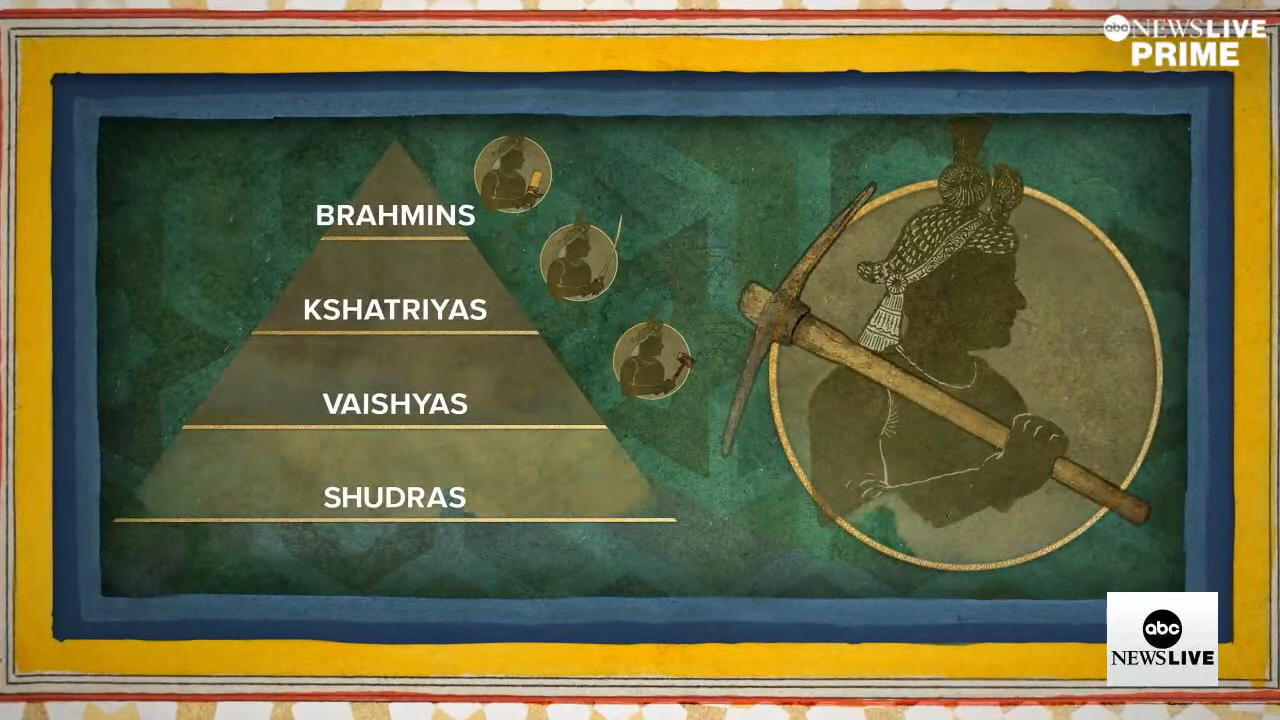 abc NEWS LIVE
PRIME
BRAHMINS
KSHATRIYAS
VAISHYAS
SHUDRAS
abc
NEWS LIVE